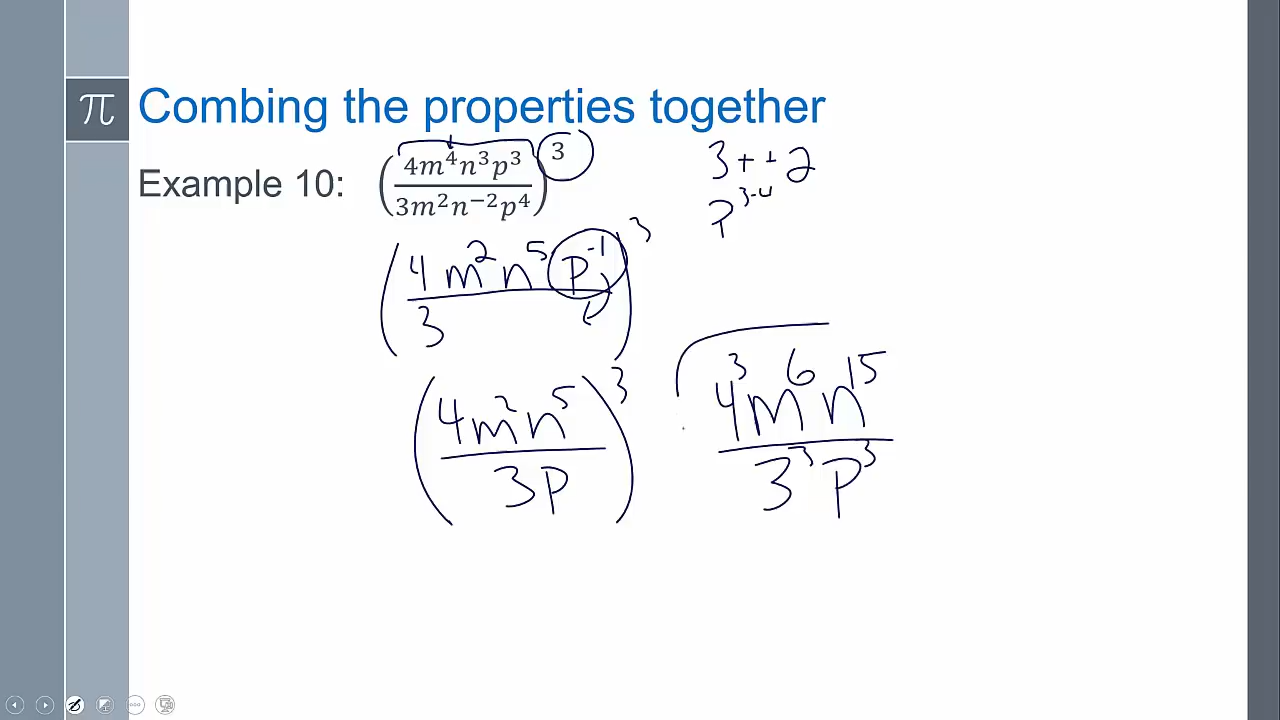 π Combing the properties together
Example 10: (4m⁴n³p³ / 3m²n⁻²p⁴)³
3 + + 2
p³⁻⁴
(4m²n⁵p⁻¹ / 3)³
(4m²n⁵ / 3p)³
4³m⁶n¹⁵ / 3³p³